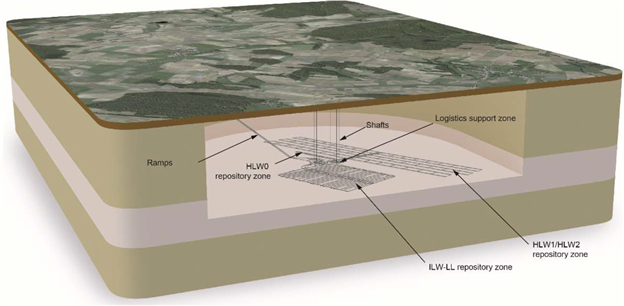 Logistics support zone
Shafts
Ramps
HLW0
repository zone
HLW1/HLW2
repository zone
ILW-LL repository zone